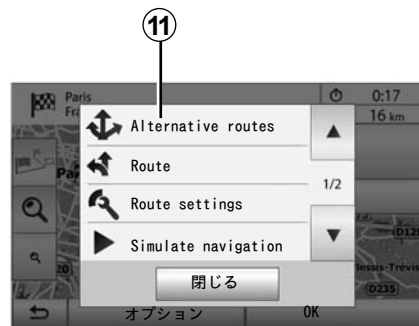 11
Paris
0:17
16 km
Alternative routes
Route
1/2
Route settings
Simulate navigation
閉じる
D235
オプション
OK